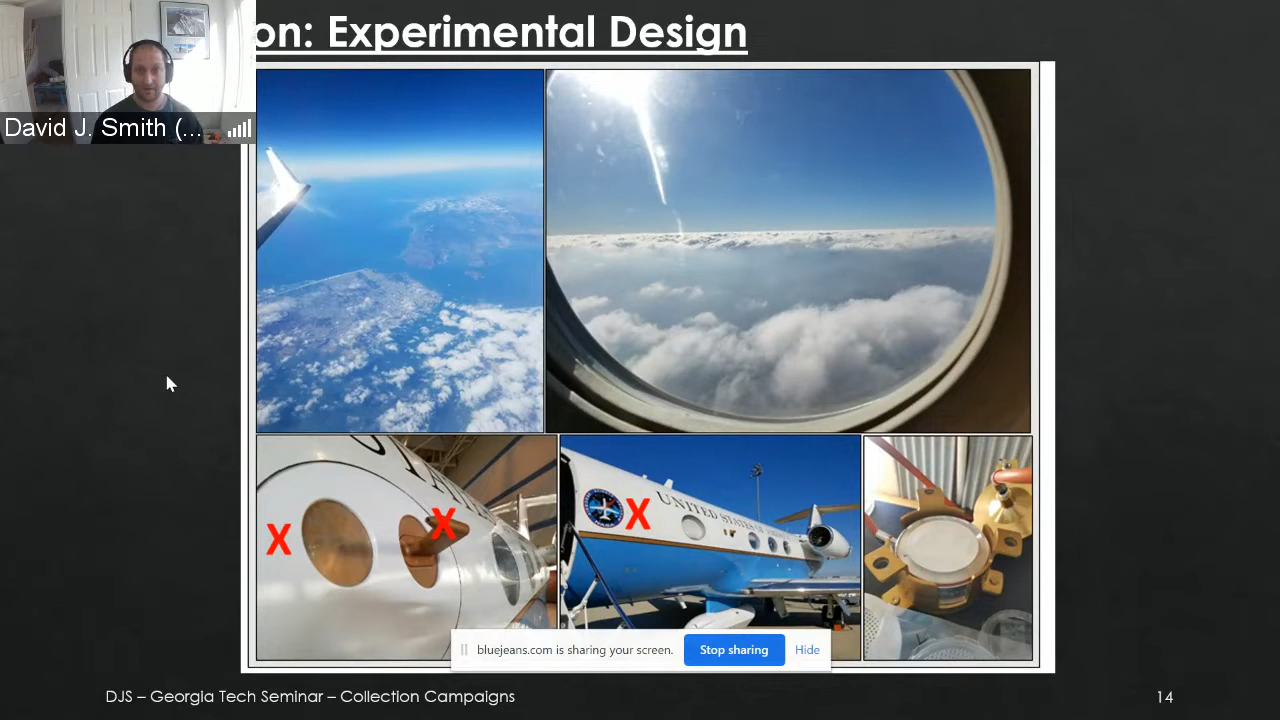 on: Experimental Design
David J. Smith (...
X
X
X
UNITED STATES OF
bluejeans.com is sharing your screen.
Stop sharing
Hide
DJS – Georgia Tech Seminar – Collection Campaigns
14